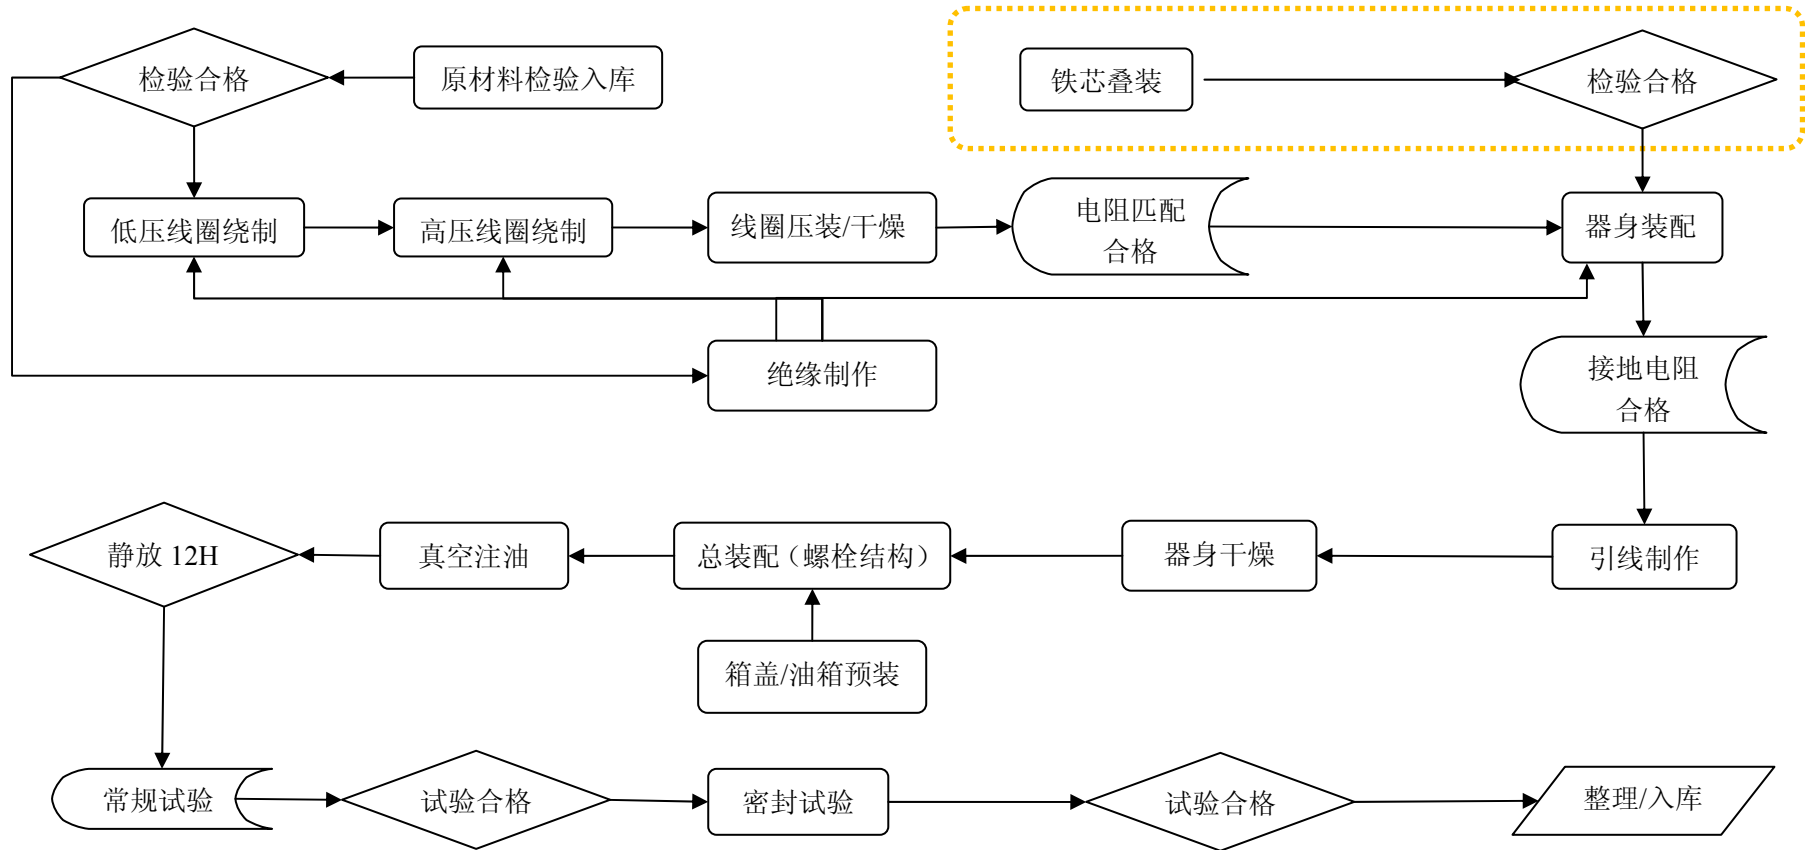 检验合格
原材料检验入库
铁芯叠装
检验合格
低压线圈绕制
高压线圈绕制
线圈压装/干燥
电阻匹配
合格
器身装配
绝缘制作
接地电阻
合格
静放 12H
真空注油
总装配（螺栓结构）
器身干燥
引线制作
箱盖/油箱预装
常规试验
试验合格
密封试验
试验合格
整理/入库